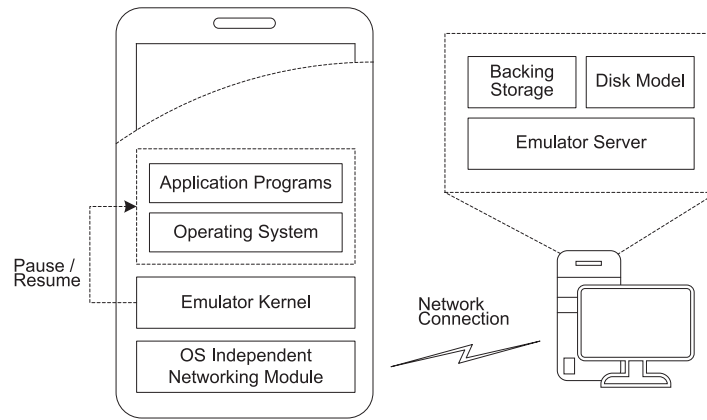 Application Programs
Operating System
Pause /
Resume
Emulator Kernel
OS Independent
Networking Module
Network
Connection
Backing
Storage
Disk Model
Emulator Server